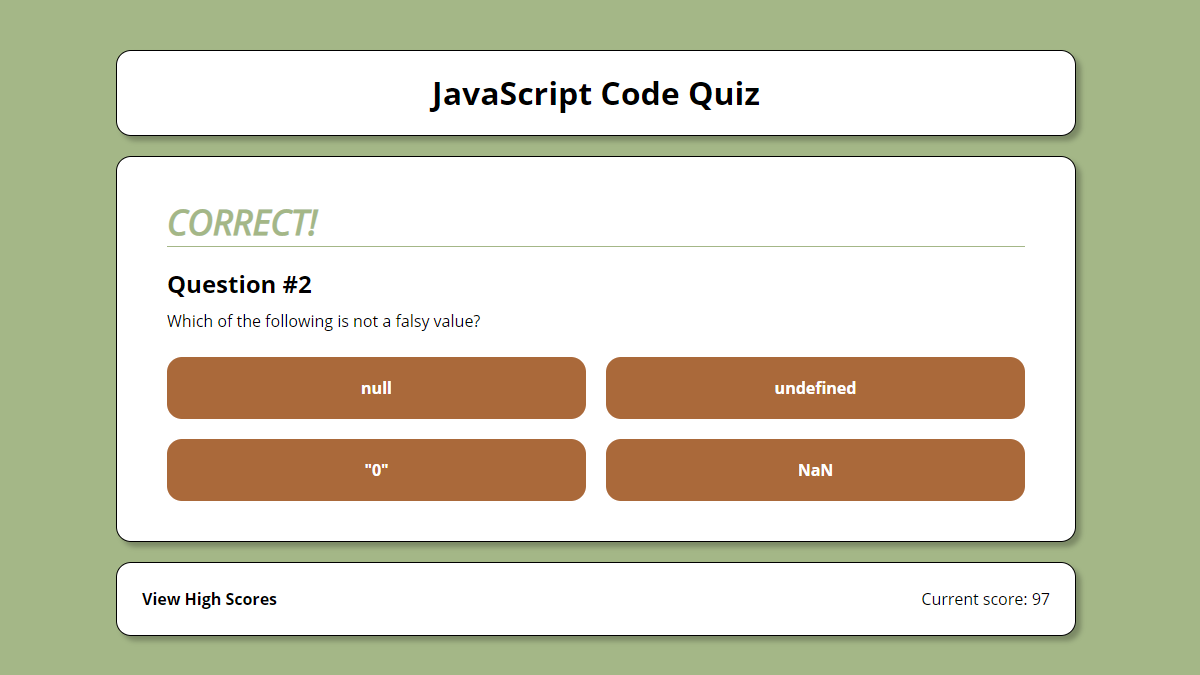 JavaScript Code Quiz
CORRECT!
Question #2
Which of the following is not a falsy value?
null
undefined
"0"
NaN
View High Scores
Current score: 97